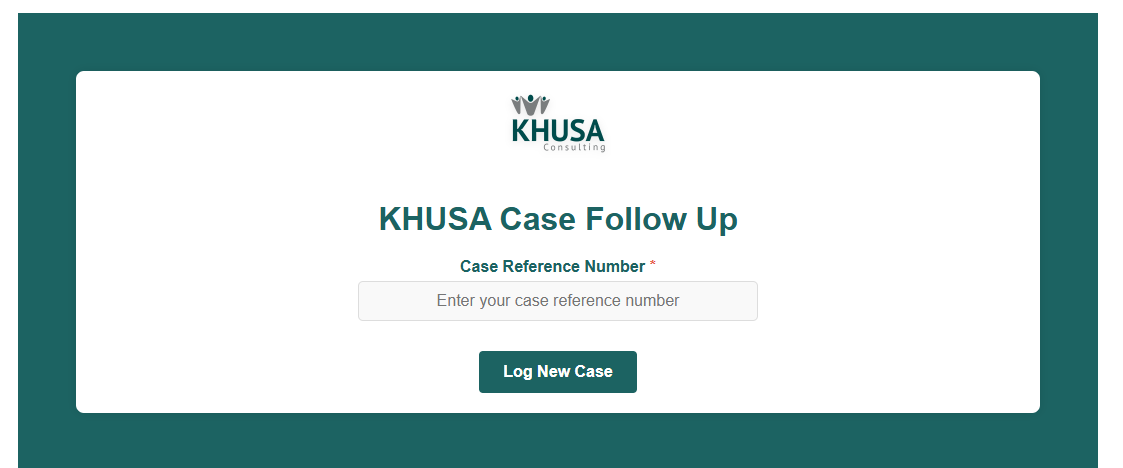 KHUSA
Consulting
KHUSA Case Follow Up
Case Reference Number *
Enter your case reference number
Log New Case